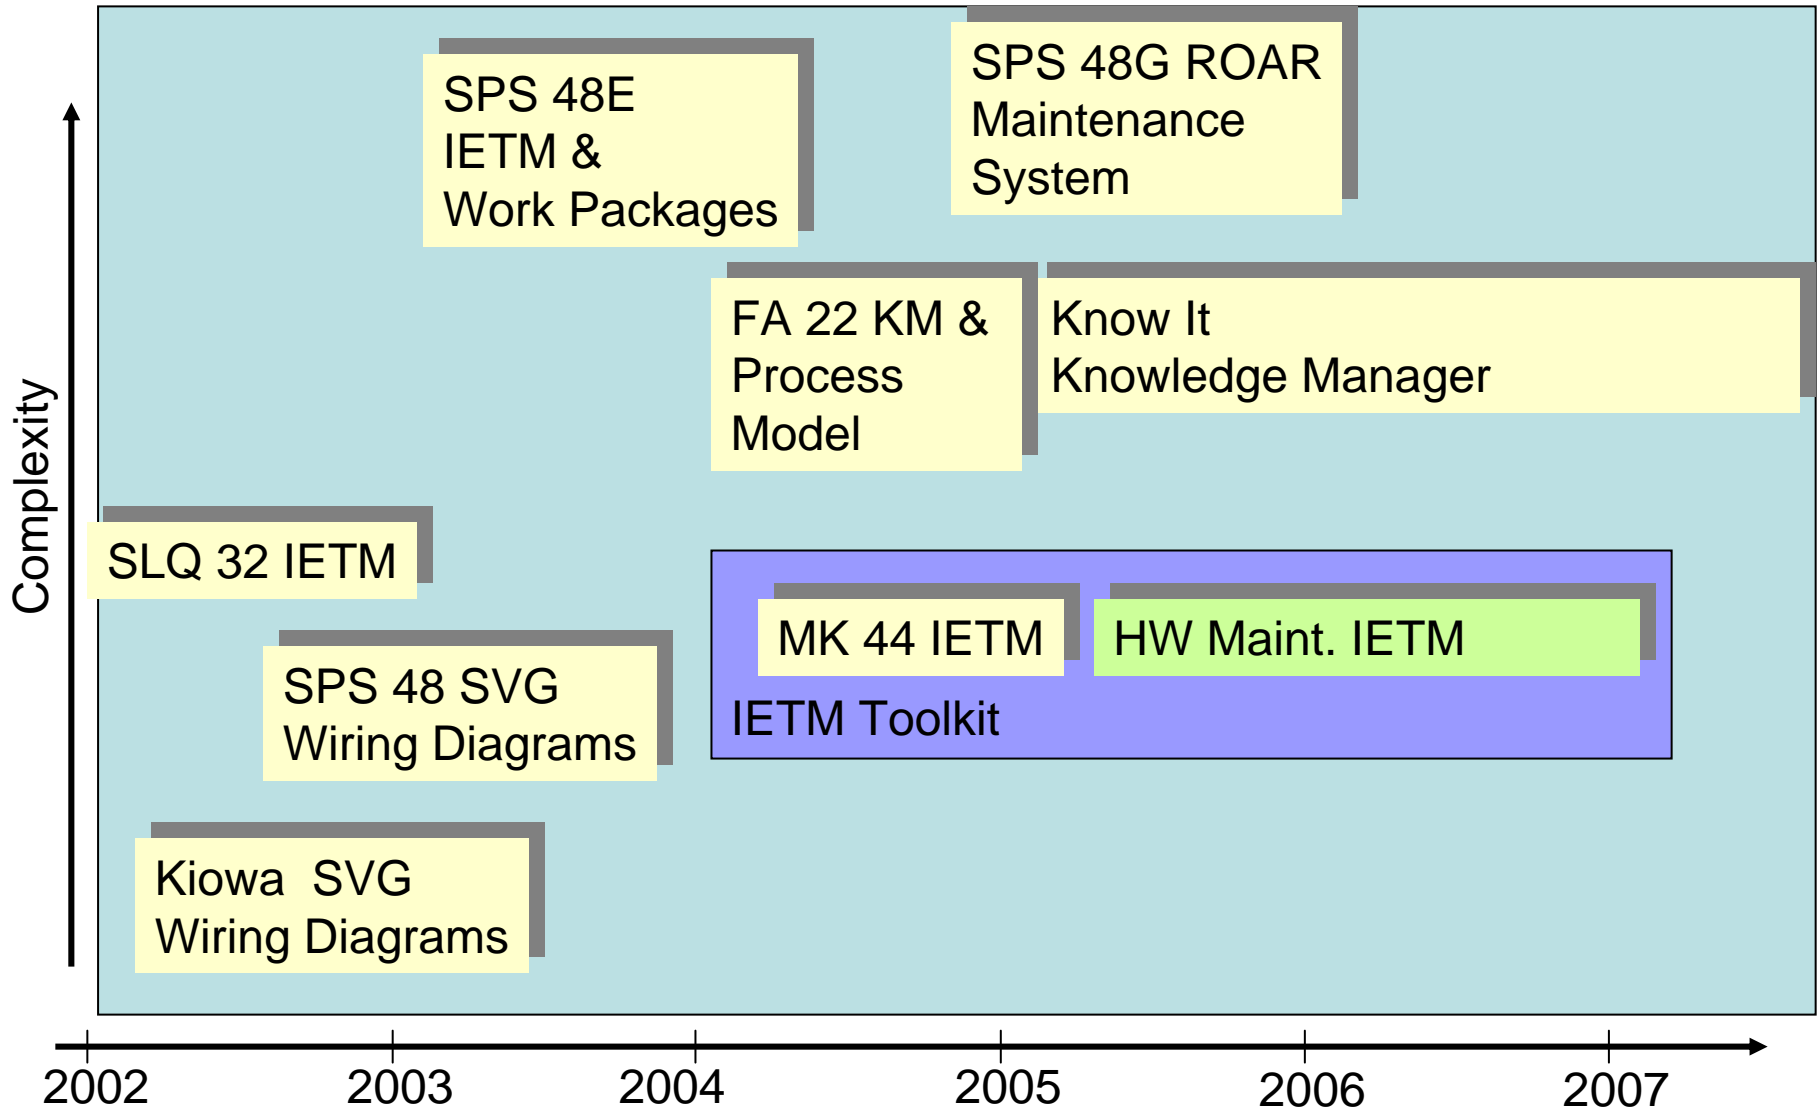 SPS 48E
IETM &
Work Packages
SPS 48G ROAR
Maintenance
System
FA 22 KM &
Process
Model
Know It
Knowledge Manager
Complexity
SLQ 32 IETM
MK 44 IETM
HW Maint. IETM
IETM Toolkit
SPS 48 SVG
Wiring Diagrams
Kiowa  SVG
Wiring Diagrams
2002 2003 2004 2005 2006 2007